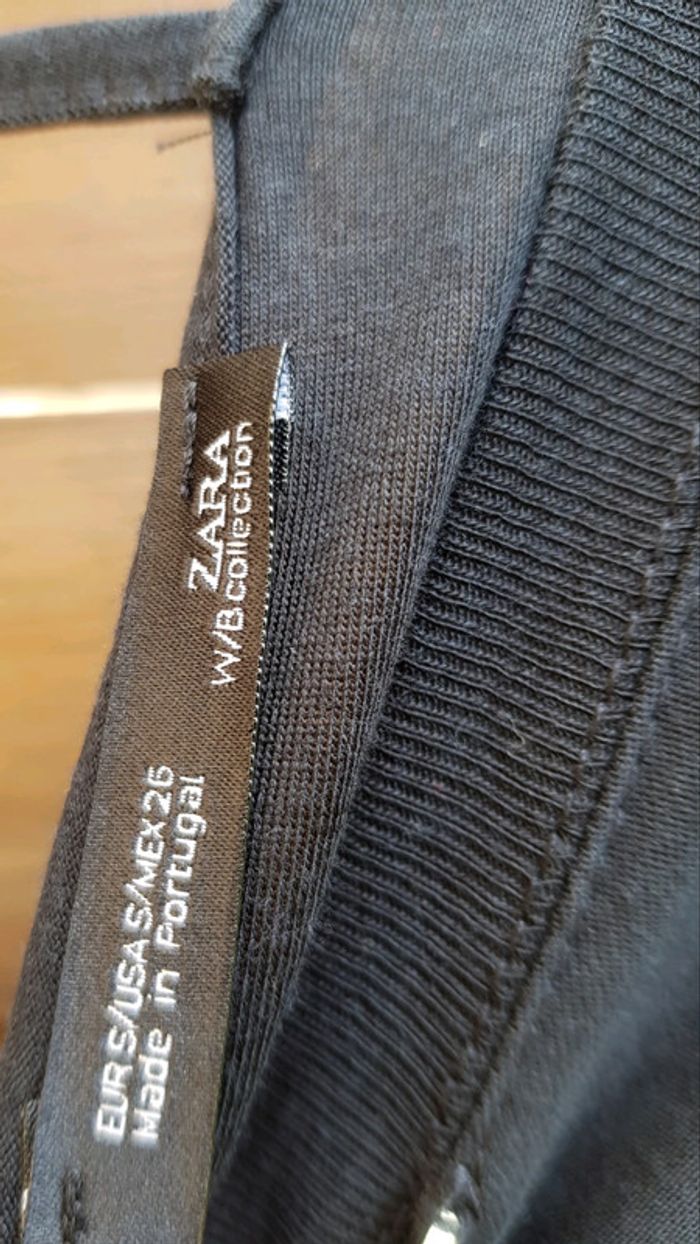 ZARA
W/B.collection
EUR S/USA S/MEX 26
Made in Portugal